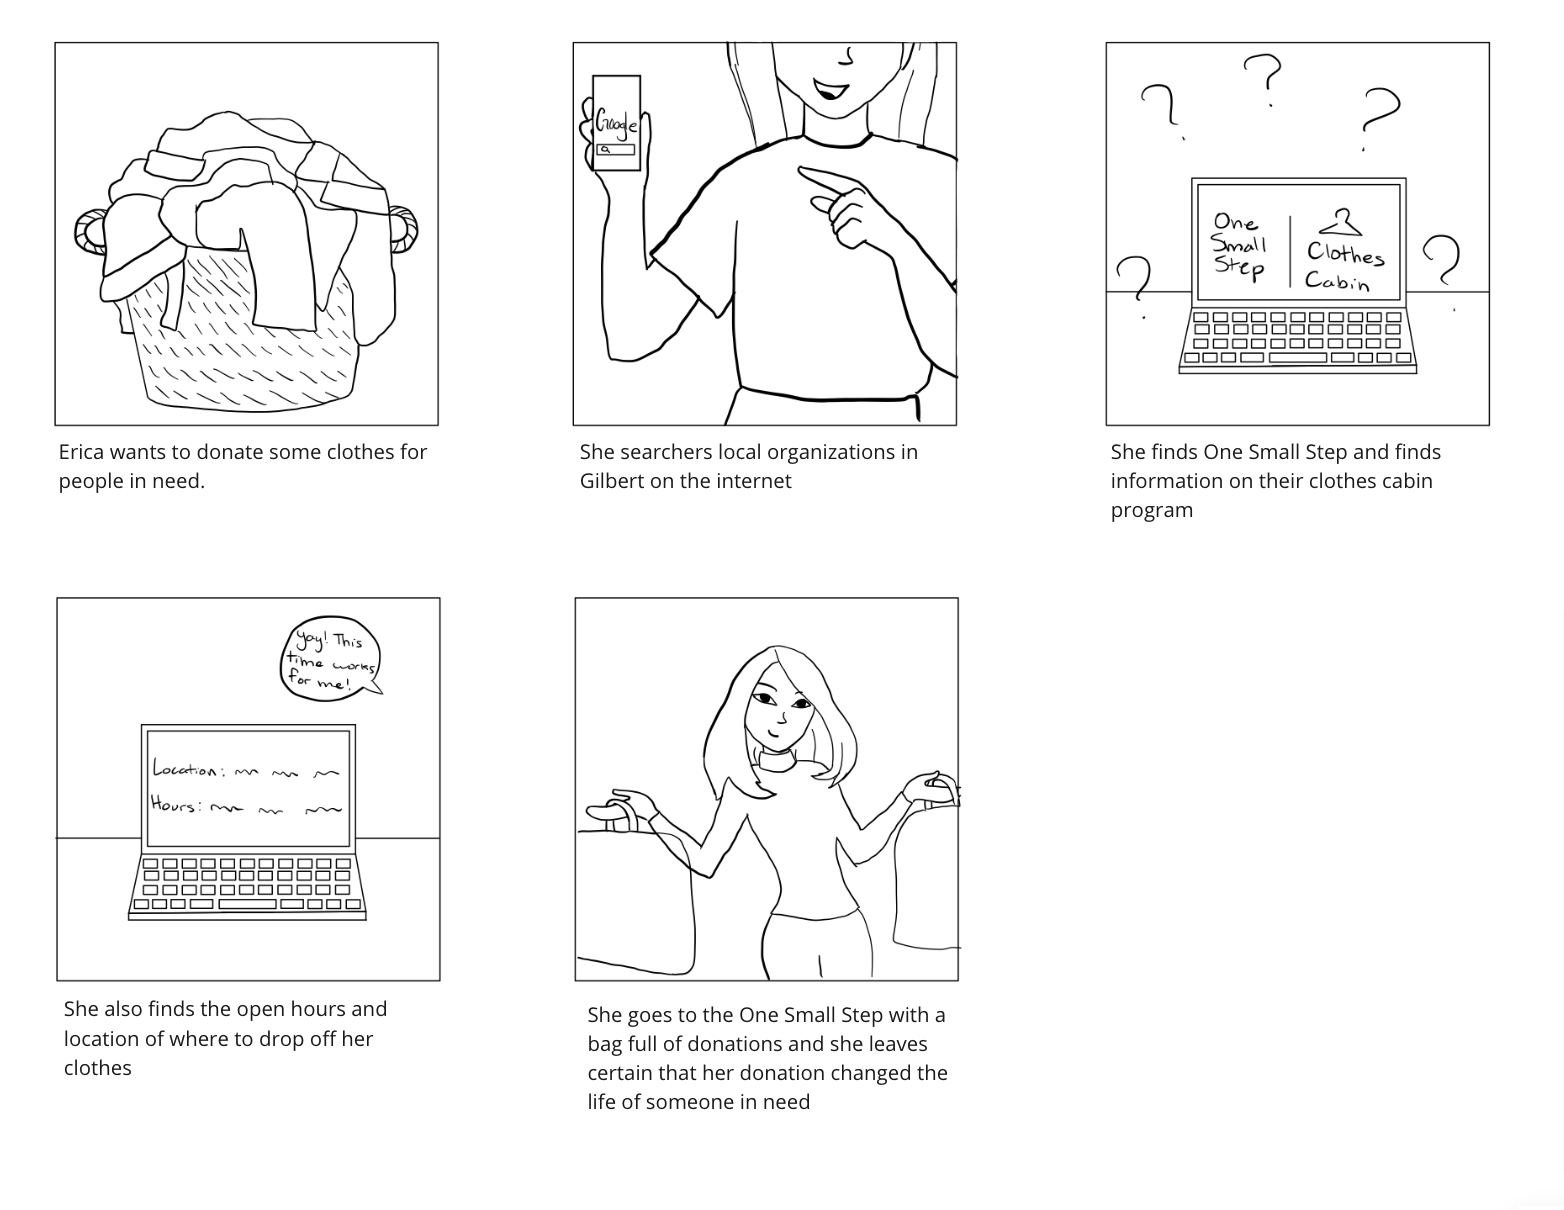 Google
One
Small
Step
Clothes
Cabin
Erica wants to donate some clothes for
people in need.
She searchers local organizations in
Gilbert on the internet
She finds One Small Step and finds
information on their clothes cabin
program
yay! This
time works
for me!
Location:
Hours:
She also finds the open hours and
location of where to drop off her
clothes
She goes to the One Small Step with a
bag full of donations and she leaves
certain that her donation changed the
life of someone in need